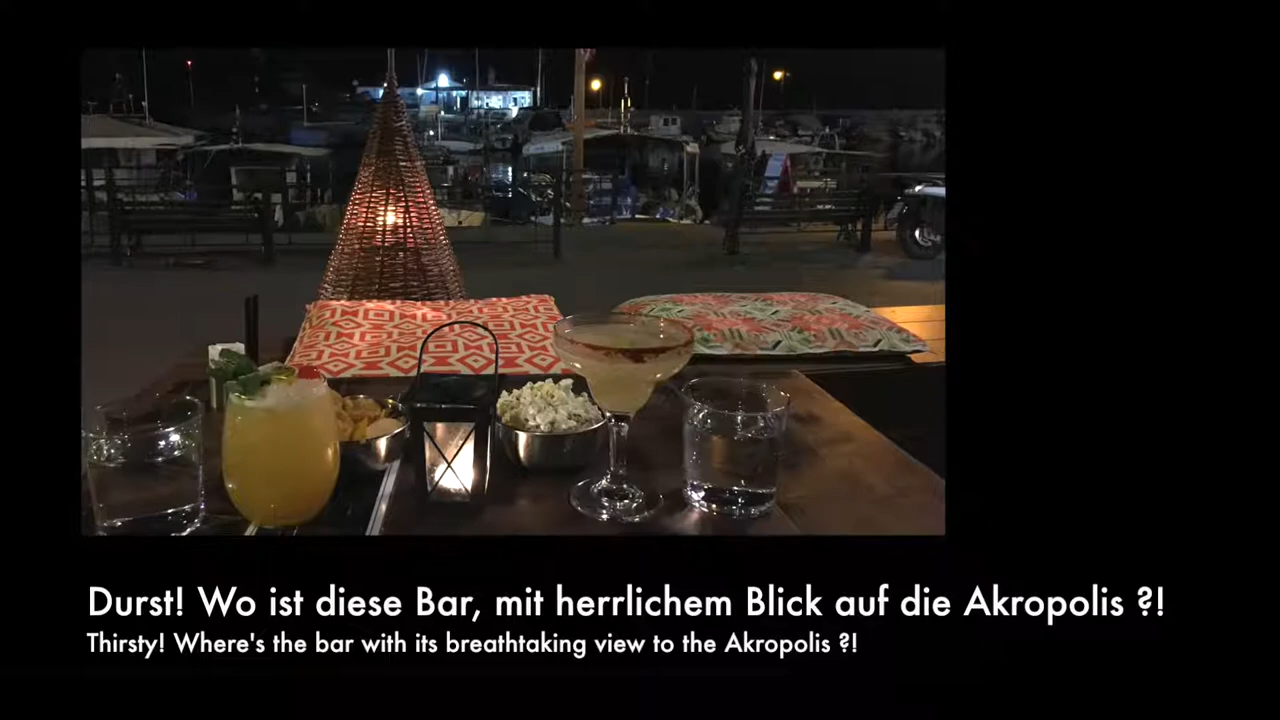 Durst! Wo ist diese Bar, mit herrlichem Blick auf die Akropolis ?!
Thirsty! Where's the bar with its breathtaking view to the Akropolis ?!